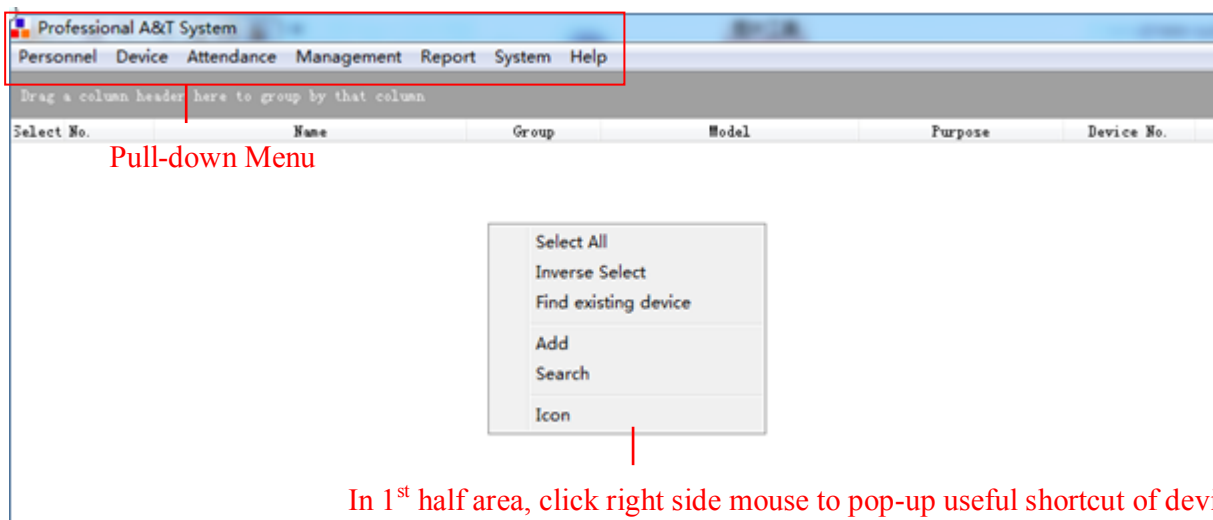 Professional A&T System
Personnel Device Attendance Management Report System Help
Drag a column header here to group by that column
Select No. Name Group Model Purpose Device No.
Pull-down Menu
Select All
Inverse Select
Find existing device
Add
Search
Icon
In 1st half area, click right side mouse to pop-up useful shortcut of devi